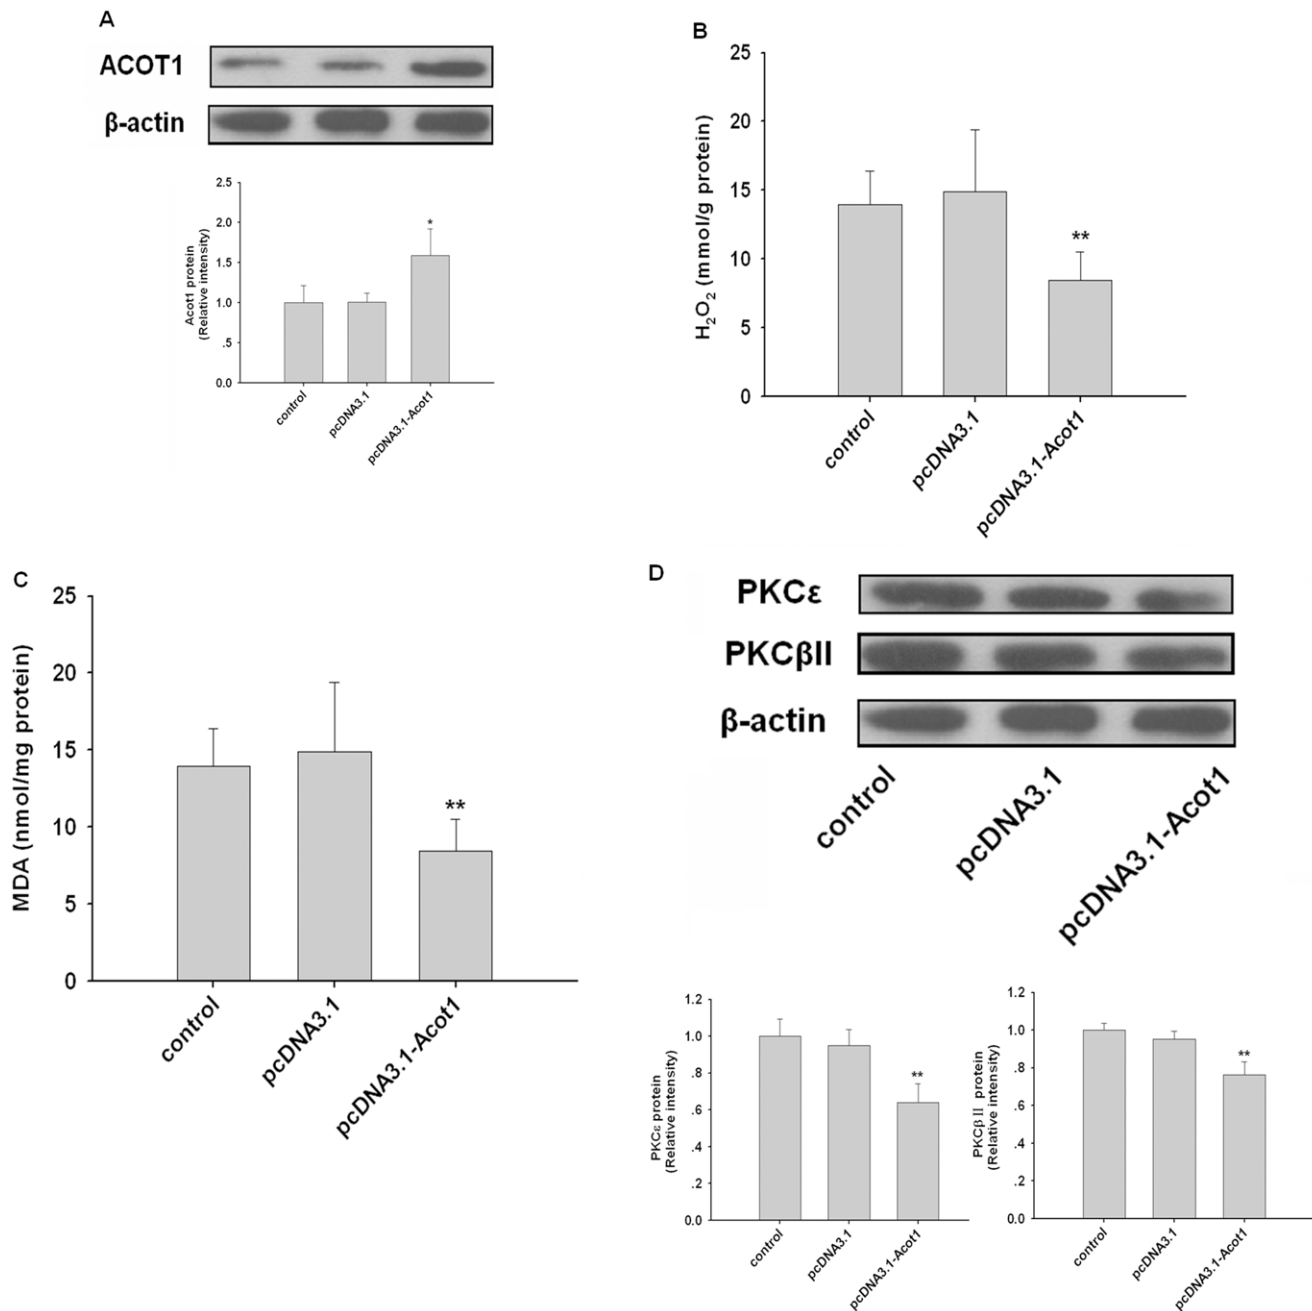 A
ACOT1
β-actin
2.5
2.0
1.5
1.0
.5
0.0
Acot1 protein
(Relative intensity)
*
control
pcDNA3.1
pcDNA3.1-Acot1
B
25
20
15
10
5
0
H₂O₂ (mmol/g protein)
**
control
pcDNA3.1
pcDNA3.1-Acot1
C
25
20
15
10
5
0
MDA (nmol/mg protein)
**
control
pcDNA3.1
pcDNA3.1-Acot1
D
PKCε
PKCβII
β-actin
control
pcDNA3.1
pcDNA3.1-Acot1
1.2
1.0
.8
.6
.4
.2
0.0
PKCε protein
(Relative intensity)
**
control
pcDNA3.1
pcDNA3.1-Acot1
1.2
1.0
.8
.6
.4
.2
0.0
PKCβ II protein
(Relative intensity)
**
control
pcDNA3.1
pcDNA3.1-Acot1